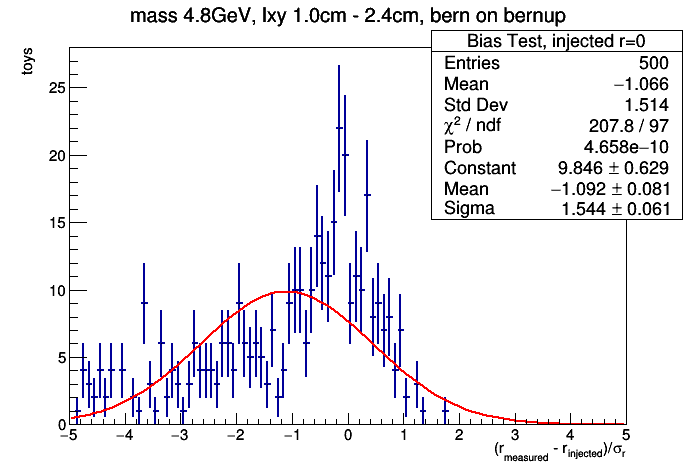 mass 4.8GeV, lxy 1.0cm - 2.4cm, bern on bernup
Bias Test, injected r=0
Entries 500
Mean −1.066
Std Dev 1.514
χ² / ndf 207.8 / 97
Prob 4.658e−10
Constant 9.846 ± 0.629
Mean −1.092 ± 0.081
Sigma 1.544 ± 0.061
toys
25
20
15
10
5
0
−5 −4 −3 −2 −1 0 1 2 3 4 5
(r_measured - r_injected)/σ_r